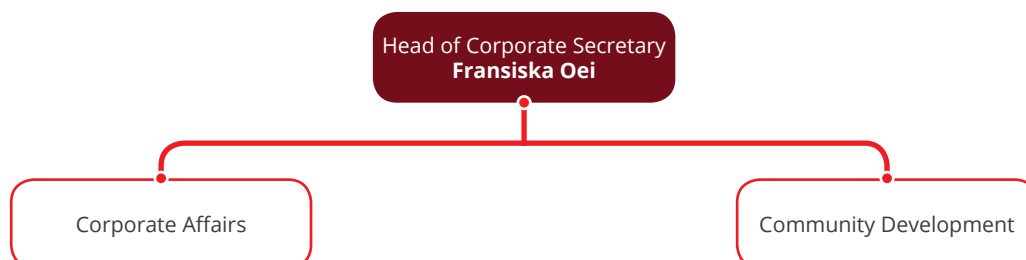 Head of Corporate Secretary
Fransiska Oei
Corporate Affairs
Community Development